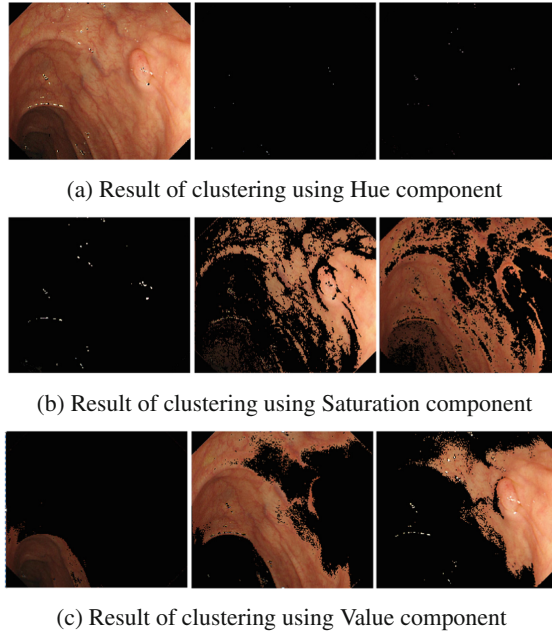 (a) Result of clustering using Hue component
(b) Result of clustering using Saturation component
(c) Result of clustering using Value component